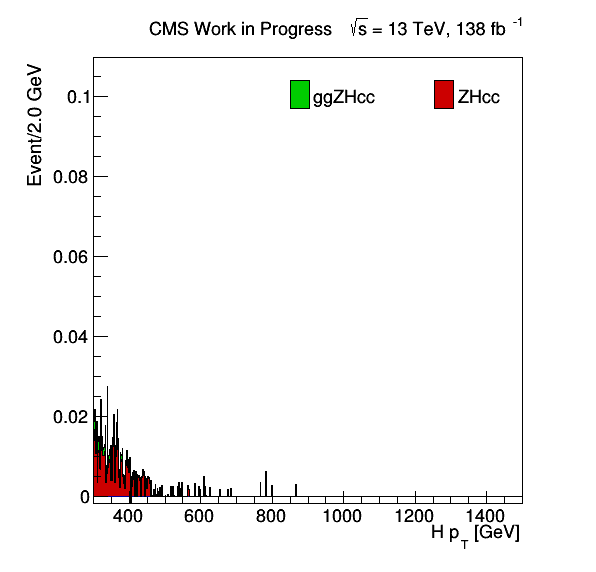 CMS Work in Progress √s = 13 TeV, 138 fb⁻¹
Event/2.0 GeV
ggZHcc ZHcc
0.1
0.08
0.06
0.04
0.02
0
400 600 800 1000 1200 1400
H p_T [GeV]